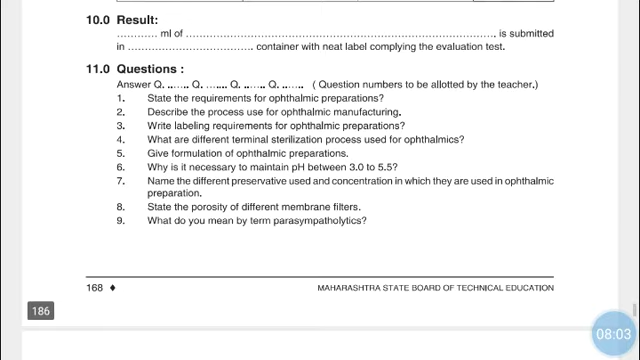 10.0 Result:
............ ml of ................................................................................................ is submitted
in ...................................... container with neat label complying the evaluation test.
11.0 Questions :
Answer Q. ........ Q. ........ Q. ........ Q. ........ ( Question numbers to be allotted by the teacher.)
1. State the requirements for ophthalmic preparations?
2. Describe the process use for ophthalmic manufacturing.
3. Write labeling requirements for ophthalmic preparations?
4. What are different terminal sterilization process used for ophthalmics?
5. Give formulation of ophthalmic preparations.
6. Why is it necessary to maintain pH between 3.0 to 5.5?
7. Name the different preservative used and concentration in which they are used in ophthalmic
preparation.
8. State the porosity of different membrane filters.
9. What do you mean by term parasympatholytics?
168 ♦ MAHARASHTRA STATE BOARD OF TECHNICAL EDUCATION
186
08:03